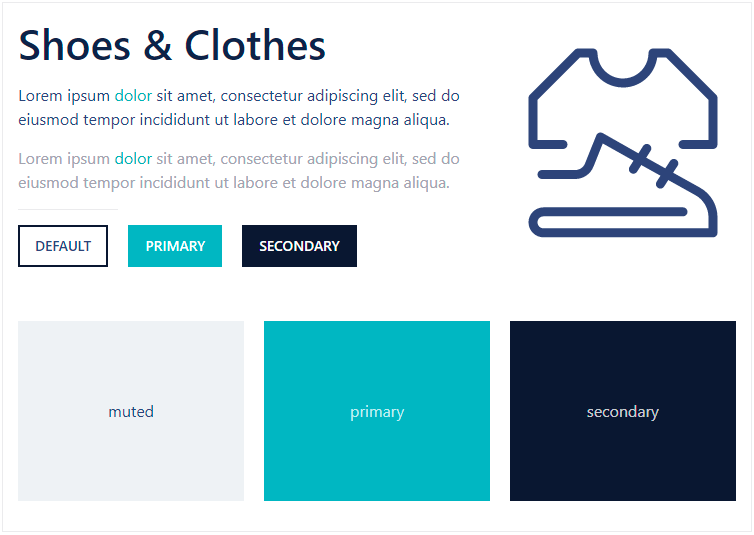 Shoes & Clothes
Lorem ipsum dolor sit amet, consectetur adipiscing elit, sed do
eiusmod tempor incididunt ut labore et dolore magna aliqua.
Lorem ipsum dolor sit amet, consectetur adipiscing elit, sed do
eiusmod tempor incididunt ut labore et dolore magna aliqua.
DEFAULT PRIMARY SECONDARY
muted primary secondary